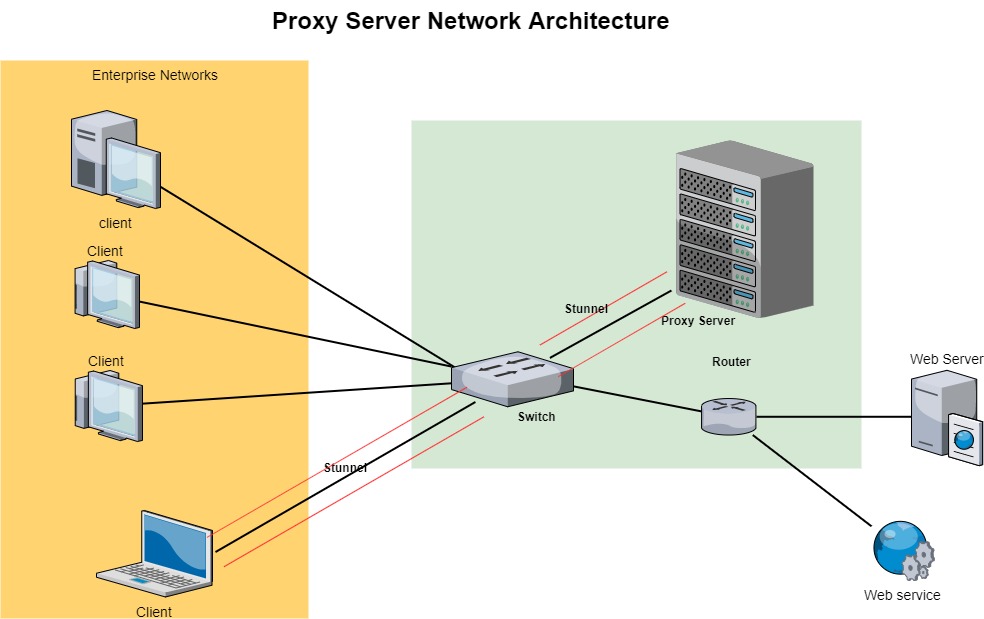 Proxy Server Network Architecture
Enterprise Networks
client
Client
Client
Client
Stunnel
Stunnel
Proxy Server
Switch
Router
Web Server
Web service